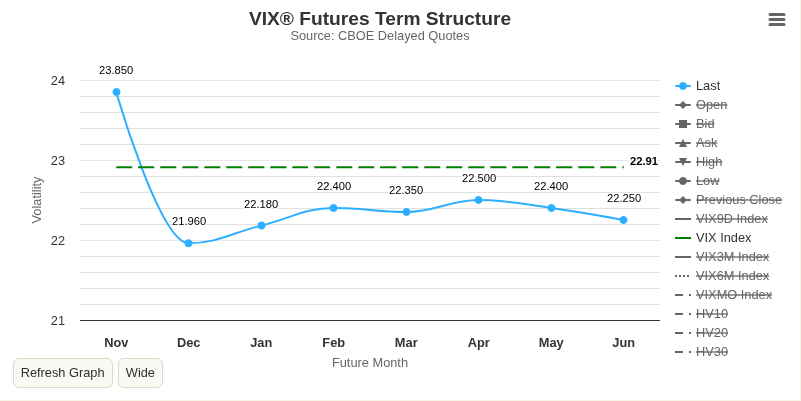 VIX® Futures Term Structure
Source: CBOE Delayed Quotes
Volatility
24
23
22
21
23.850
21.960
22.180
22.400
22.350
22.500
22.400
22.250
22.91
Nov
Dec
Jan
Feb
Mar
Apr
May
Jun
Future Month
Last
Open
Bid
Ask
High
Low
Previous Close
VIX9D Index
VIX Index
VIX3M Index
VIX6M Index
VIXMO Index
HV10
HV20
HV30
Refresh Graph
Wide